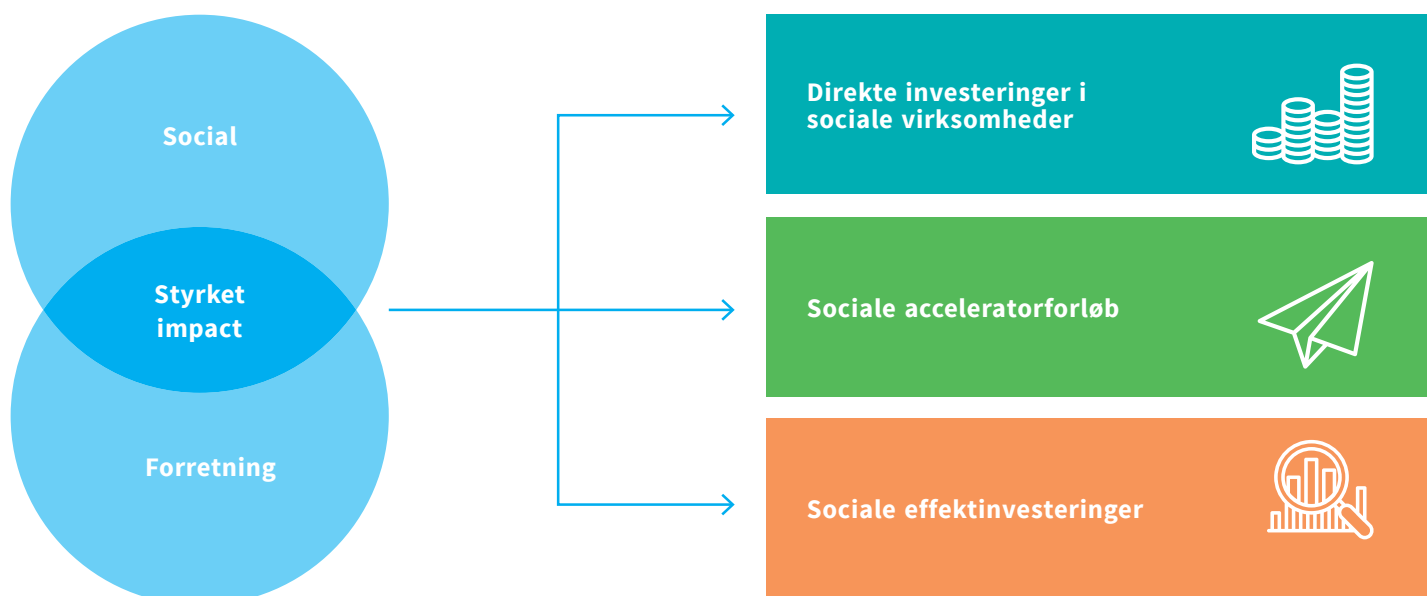 Social
Styrket
impact
Forretning
Direkte investeringer i
sociale virksomheder
Sociale acceleratorforløb
Sociale effektinvesteringer